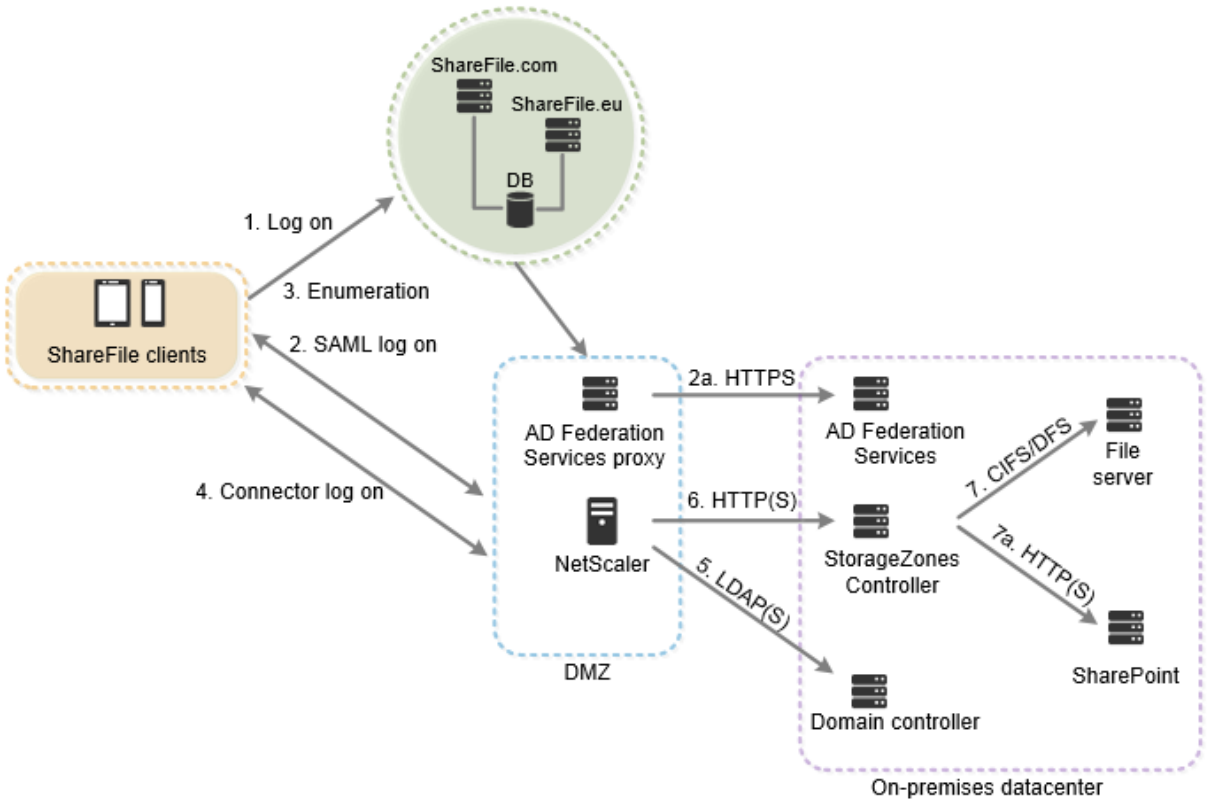 ShareFile.com
ShareFile.eu
DB
1. Log on
3. Enumeration
ShareFile clients
2. SAML log on
4. Connector log on
AD Federation
Services proxy
NetScaler
DMZ
2a. HTTPS
6. HTTP(S)
5. LDAP(S)
AD Federation
Services
StorageZones
Controller
Domain controller
7. CIFS/DFS
7a. HTTP(S)
File
server
SharePoint
On-premises datacenter